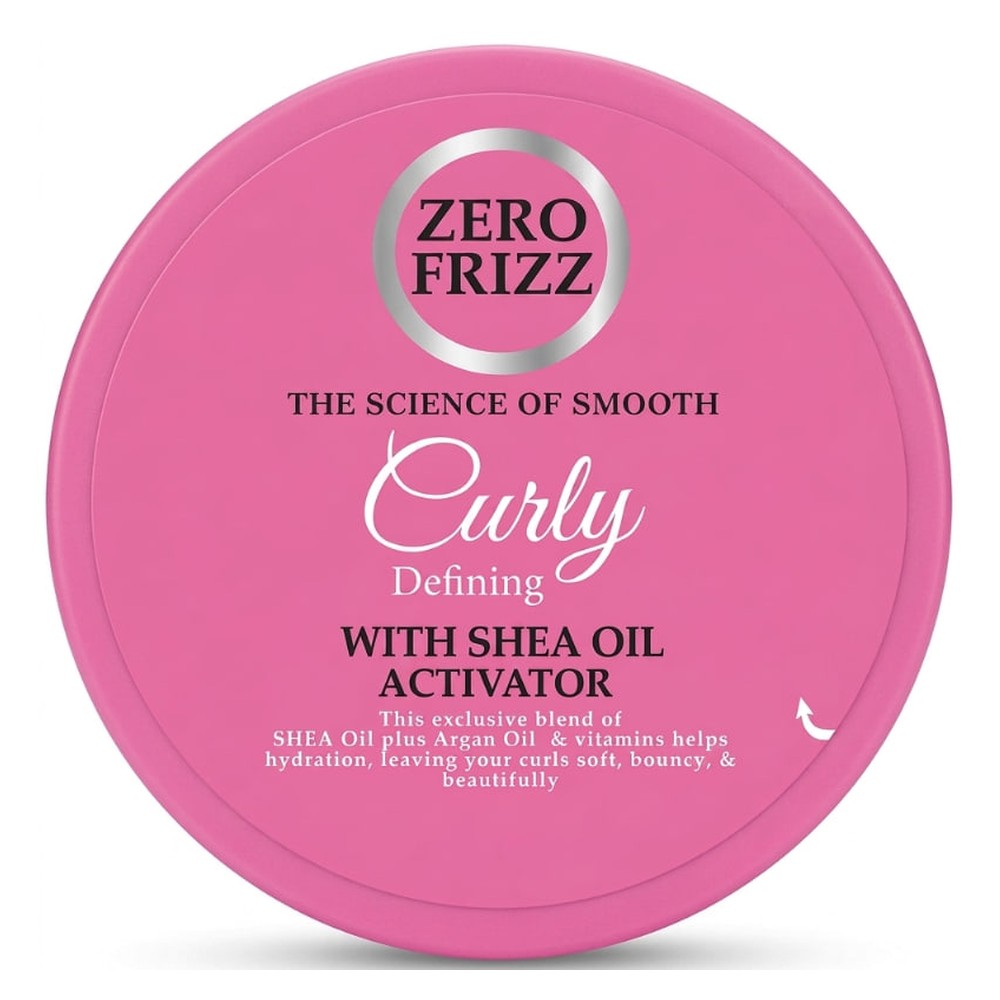 ZERO
FRIZZ
THE SCIENCE OF SMOOTH
Curly
Defining
WITH SHEA OIL
ACTIVATOR
This exclusive blend of
SHEA Oil plus Argan Oil & vitamins helps
hydration, leaving your curls soft, bouncy, &
beautifully